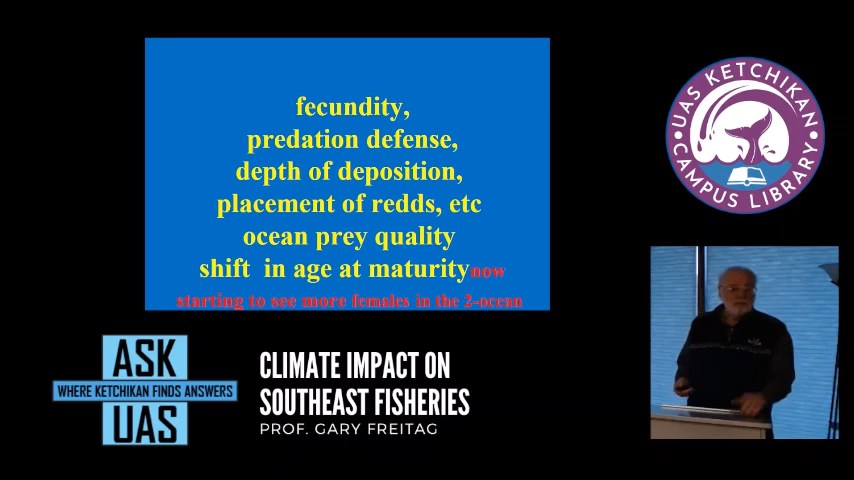 fecundity,
predation defense,
depth of deposition,
placement of redds, etc
ocean prey quality
shift in age at maturity now
starting to see more females in the 2-ocean
UAS KETCHIKAN
CAMPUS LIBRARY
ASK
WHERE KETCHIKAN FINDS ANSWERS
UAS
CLIMATE IMPACT ON
SOUTHEAST FISHERIES
PROF. GARY FREITAG